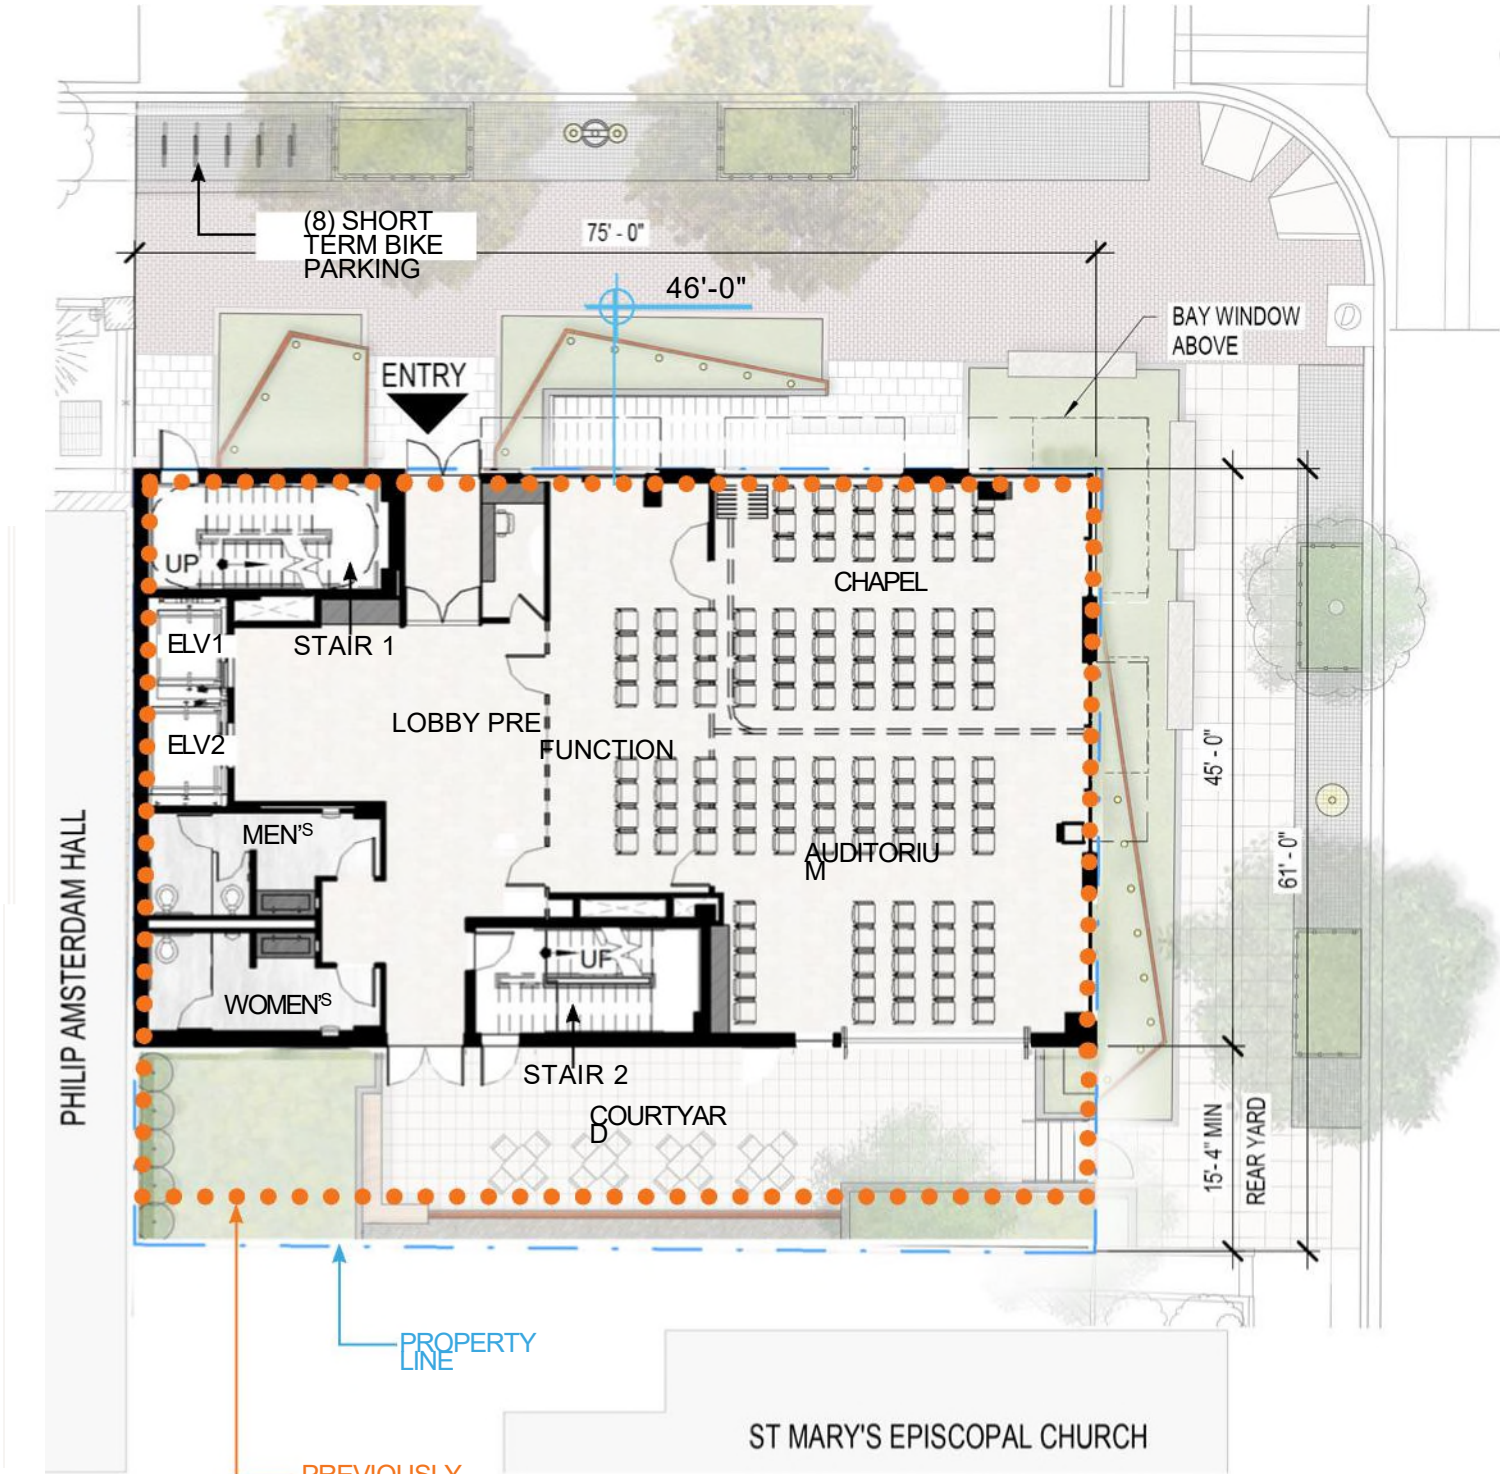 (8) SHORT
TERM BIKE
PARKING
75' - 0"
46'-0"
BAY WINDOW
ABOVE
ENTRY
UP
CHAPEL
ELV1
STAIR 1
LOBBY PRE
FUNCTION
ELV2
45' - 0"
MEN'S
AUDITORIU
M
61' - 0"
PHILIP AMSTERDAM HALL
UF
WOMEN'S
STAIR 2
COURTYAR
D
15'- 4" MIN
REAR YARD
PROPERTY
LINE
ST MARY'S EPISCOPAL CHURCH
PREVIOUSLY